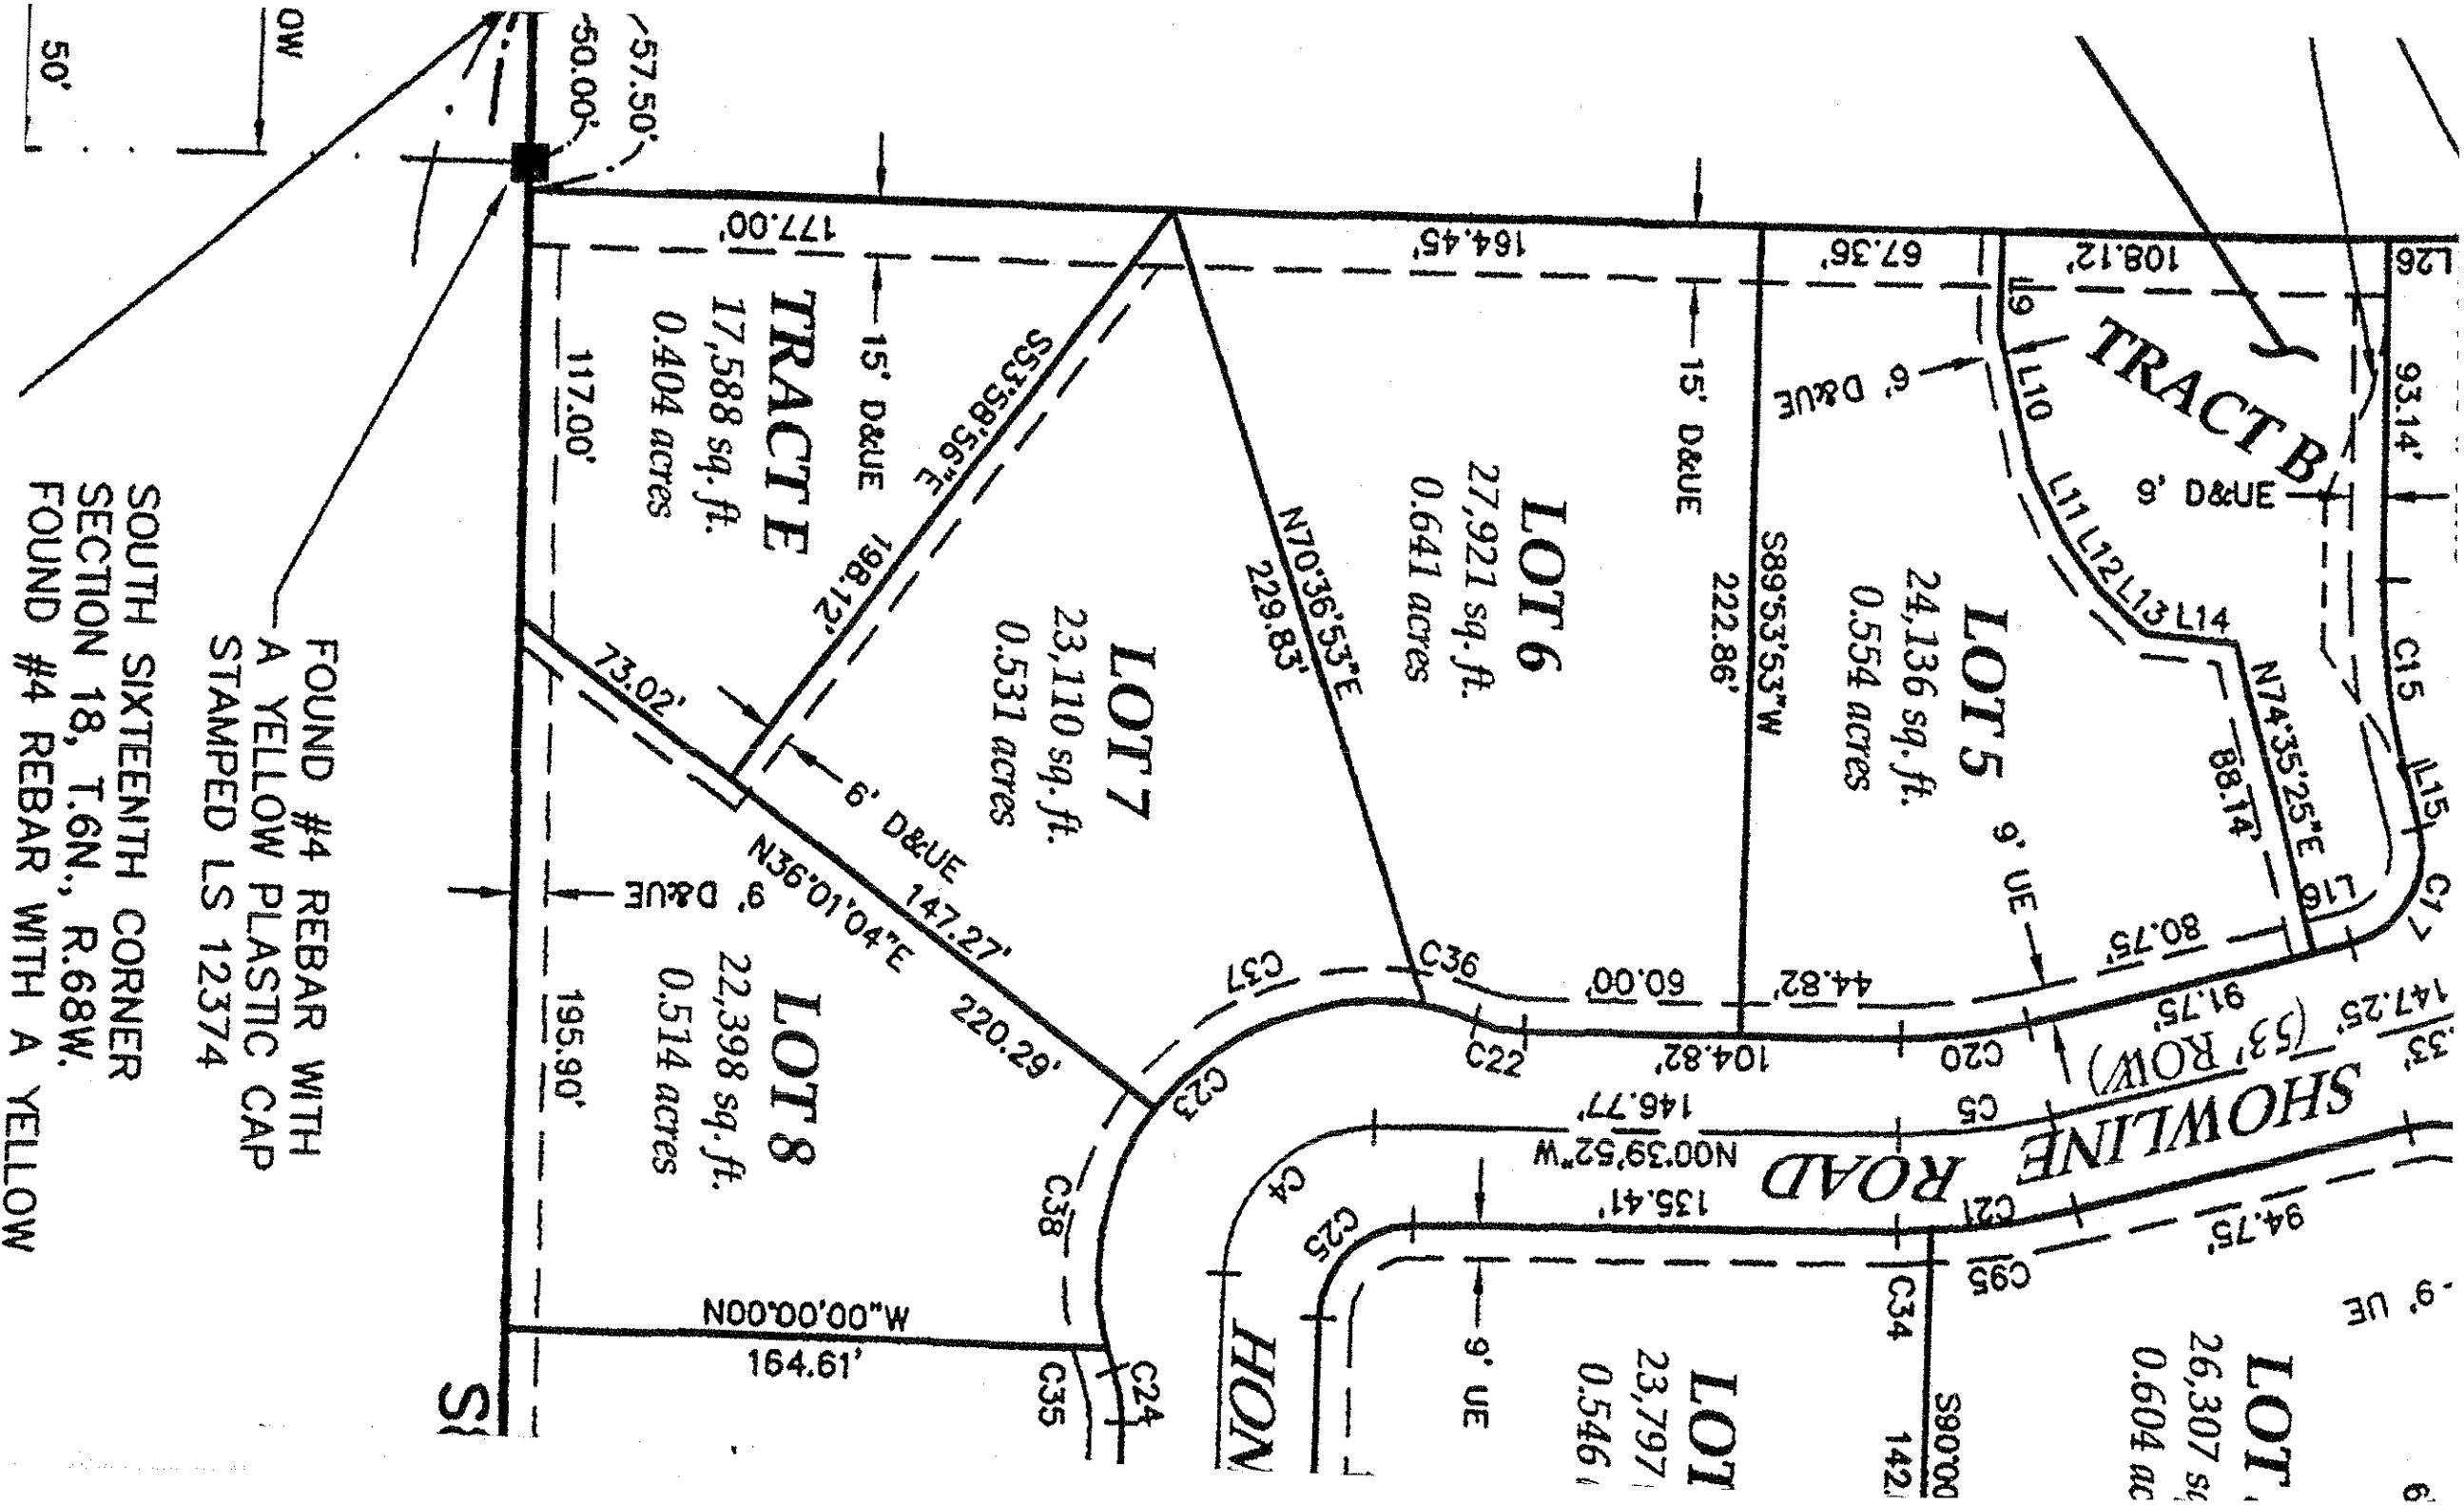 OW
50'
50.00'
57.50'
177.00'
15' D&UE
TRACT E
17,588 sq. ft.
0.404 acres
117.00'
S53°58'56"E
198.12'
73.02'
164.45'
15' D&UE
LOT 6
27,921 sq. ft.
0.641 acres
N70°36'53"E
229.83'
LOT 7
23,110 sq. ft.
0.531 acres
6' D&UE
N36°01'04"E
147.27'
220.29'
9' D&UE
195.90'
LOT 8
22,398 sq. ft.
0.514 acres
N00°00'00"W
164.61'
67.36'
S89°53'53"W
222.86'
LOT 5
24,136 sq. ft.
0.554 acres
6' D&UE
L9
L10
L11
L12
L13
L14
108.12'
L26
TRACT B
93.14'
6' D&UE
C15
L15
N74°35'25"E
88.14'
L16
C17
9' UE
80.75'
91.75'
147.25'
33'
(53' ROW)
SHOWLINE
ROAD
44.82'
60.00'
C36
C37
C22
104.82'
C20
C5
146.77'
N00°39'52"W
135.41'
C21
94.75'
C95
9' UE
C23
C38
C4
C25
C34
C35
C24
HON
9' UE
LOT
23,797
0.546
S90°00
142.
LOT
26,307 s
0.604 ac
6
FOUND #4 REBAR WITH
A YELLOW PLASTIC CAP
STAMPED LS 12374
SOUTH SIXTEENTH CORNER
SECTION 18, T.6N., R.68W.
FOUND #4 REBAR WITH A YELLOW